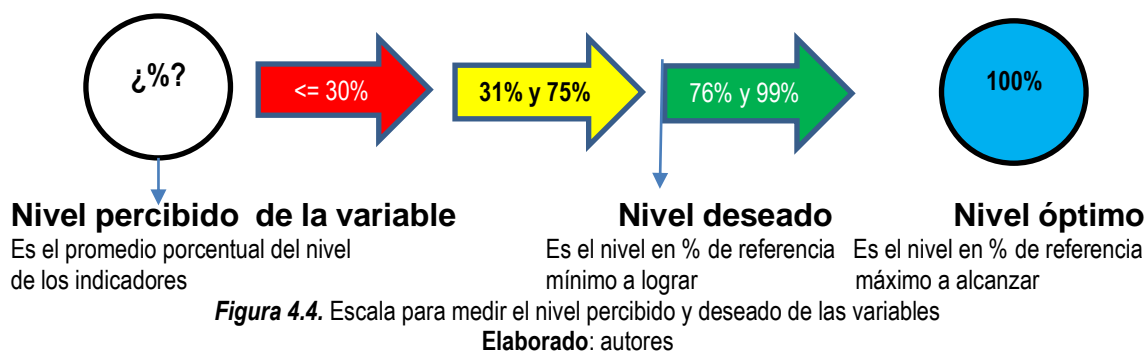 ¿%?
<= 30%
31% y 75%
76% y 99%
100%
Nivel percibido de la variable
Es el promedio porcentual del nivel
de los indicadores
Nivel deseado
Es el nivel en % de referencia
mínimo a lograr
Nivel óptimo
Es el nivel en % de referencia
máximo a alcanzar
Figura 4.4. Escala para medir el nivel percibido y deseado de las variables
Elaborado: autores